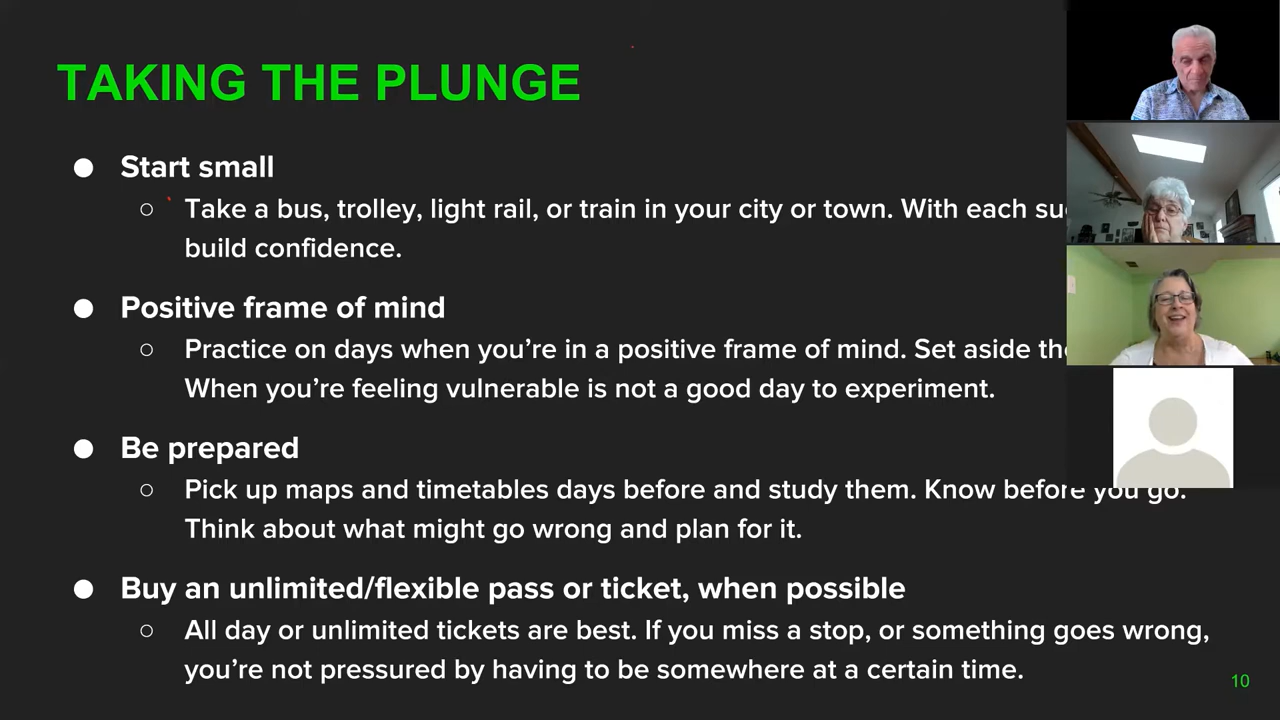 TAKING THE PLUNGE
● Start small
○ Take a bus, trolley, light rail, or train in your city or town. With each
build confidence.
● Positive frame of mind
○ Practice on days when you’re in a positive frame of mind. Set aside
When you’re feeling vulnerable is not a good day to experiment.
● Be prepared
○ Pick up maps and timetables days before and study them. Know before you go.
Think about what might go wrong and plan for it.
● Buy an unlimited/flexible pass or ticket, when possible
○ All day or unlimited tickets are best. If you miss a stop, or something goes wrong,
you’re not pressured by having to be somewhere at a certain time.
10